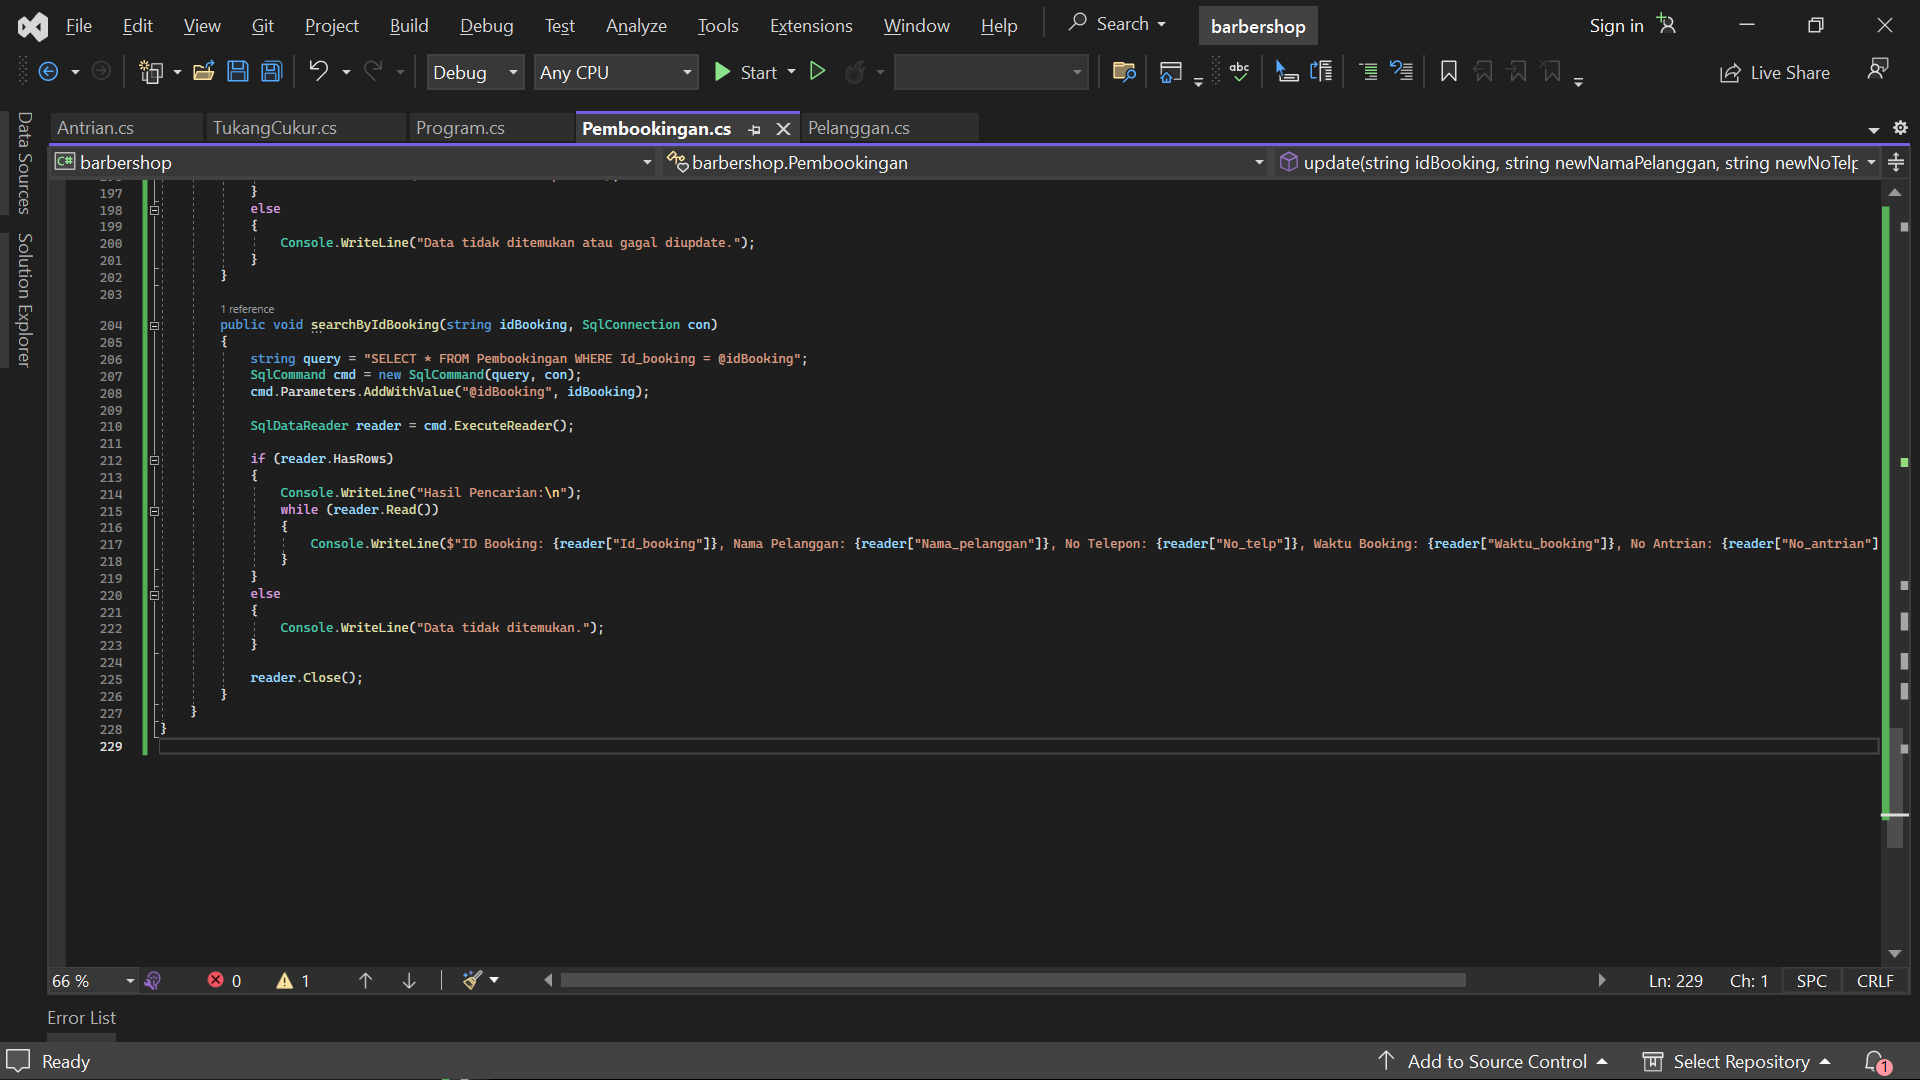 File Edit View Git Project Build Debug Test Analyze Tools Extensions Window Help Search barbershop Sign in
Debug Any CPU Start Live Share
Data Sources
Solution Explorer
Antrian.cs TukangCukur.cs Program.cs Pembookingan.cs Pelanggan.cs
C# barbershop barbershop.Pembookingan update(string idBooking, string newNamaPelanggan, string newNoTelp
197 }
198 else
199 {
200 Console.WriteLine("Data tidak ditemukan atau gagal diupdate.");
201 }
202 }
203
1 reference
204 public void searchByIdBooking(string idBooking, SqlConnection con)
205 {
206 string query = "SELECT * FROM Pembookingan WHERE Id_booking = @idBooking";
207 SqlCommand cmd = new SqlCommand(query, con);
208 cmd.Parameters.AddWithValue("@idBooking", idBooking);
209
210 SqlDataReader reader = cmd.ExecuteReader();
211
212 if (reader.HasRows)
213 {
214 Console.WriteLine("Hasil Pencarian:\n");
215 while (reader.Read())
216 {
217 Console.WriteLine($"ID Booking: {reader["Id_booking"]}, Nama Pelanggan: {reader["Nama_pelanggan"]}, No Telepon: {reader["No_telp"]}, Waktu Booking: {reader["Waktu_booking"]}, No Antrian: {reader["No_antrian"]
218 }
219 }
220 else
221 {
222 Console.WriteLine("Data tidak ditemukan.");
223 }
224
225 reader.Close();
226 }
227 }
228 }
229
66 % 0 1 Ln: 229 Ch: 1 SPC CRLF
Error List
Ready Add to Source Control Select Repository 1